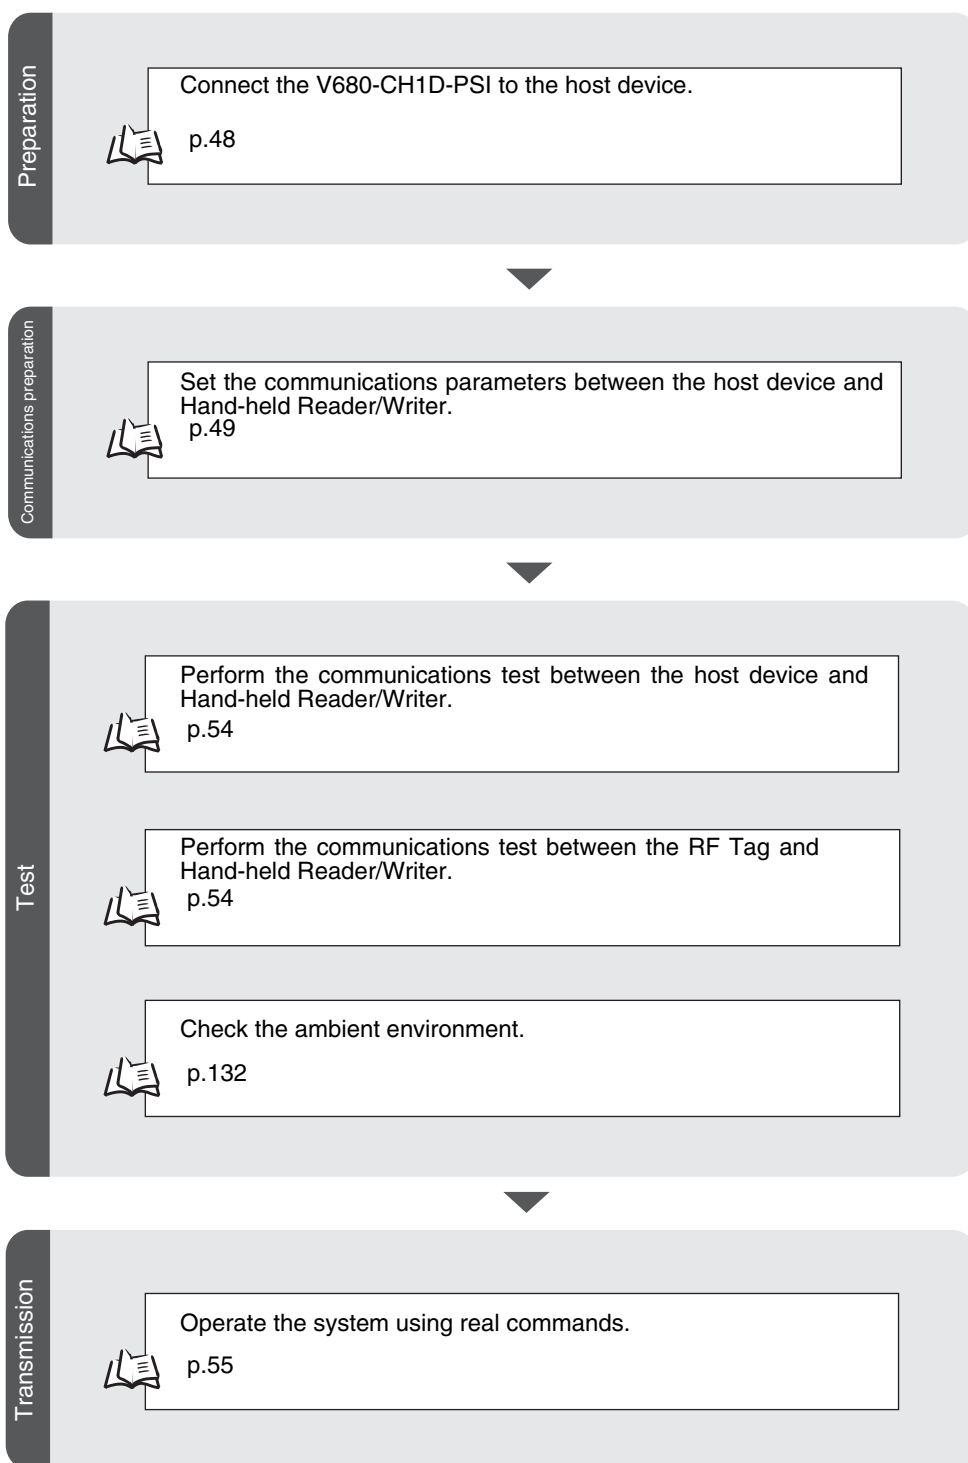 Preparation
Connect the V680-CH1D-PSI to the host device.
p.48
Communications preparation
Set the communications parameters between the host device and
Hand-held Reader/Writer.
p.49
Test
Perform the communications test between the host device and
Hand-held Reader/Writer.
p.54
Perform the communications test between the RF Tag and
Hand-held Reader/Writer.
p.54
Check the ambient environment.
p.132
Transmission
Operate the system using real commands.
p.55